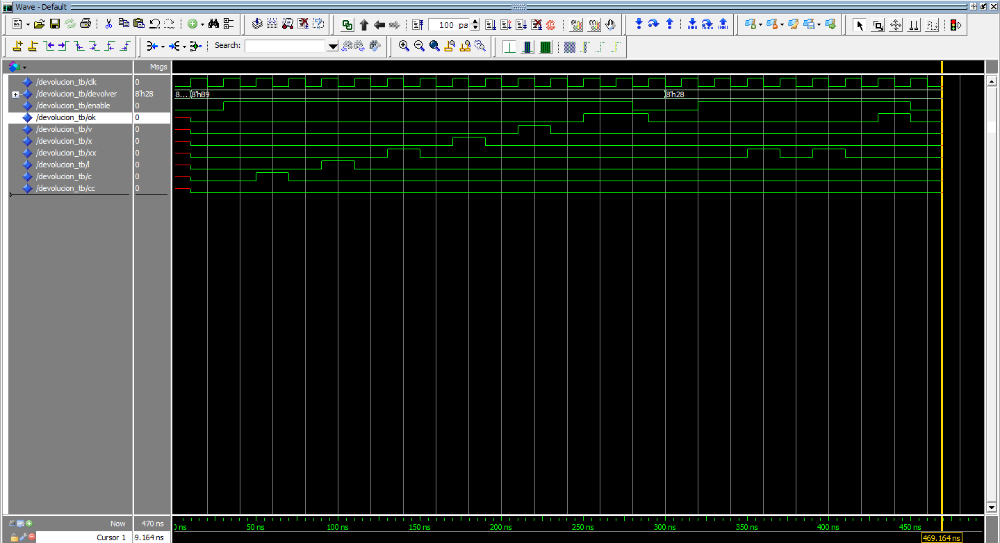 Wave - Default
100 ps
Search:
Msgs
/devolucion_tb/clk 0
/devolucion_tb/devolver 8'h28 8... 8'hB9 8'h28
/devolucion_tb/enable 0
/devolucion_tb/ok 0
/devolucion_tb/v 0
/devolucion_tb/x 0
/devolucion_tb/xx 0
/devolucion_tb/l 0
/devolucion_tb/c 0
/devolucion_tb/cc 0
Now 470 ns ns 50 ns 100 ns 150 ns 200 ns 250 ns 300 ns 350 ns 400 ns 450 ns
Cursor 1 9.164 ns 469.164 ns